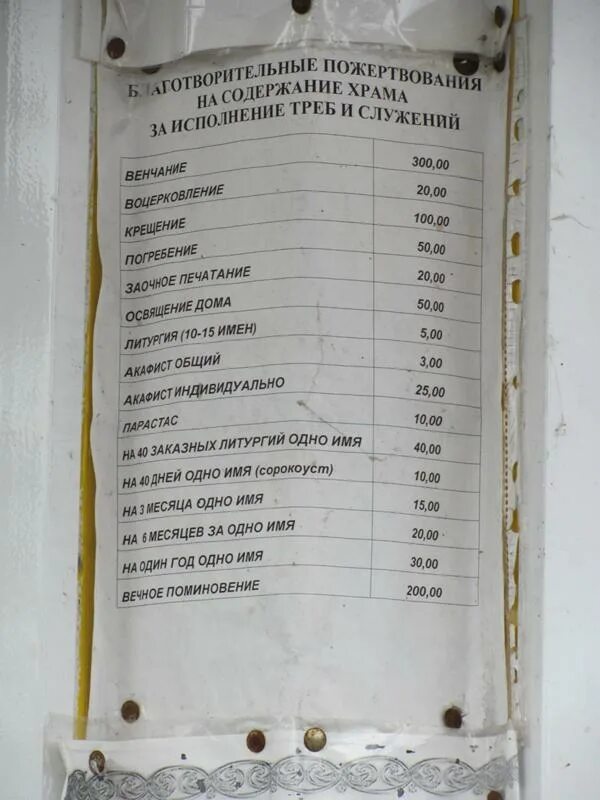 БЛАГОТВОРИТЕЛЬНЫЕ ПОЖЕРТВОВАНИЯ
НА СОДЕРЖАНИЕ ХРАМА
ЗА ИСПОЛНЕНИЕ ТРЕБ И СЛУЖЕНИЙ
ВЕНЧАНИЕ 300,00
ВОЦЕРКОВЛЕНИЕ 20,00
КРЕЩЕНИЕ 100,00
ПОГРЕБЕНИЕ 50,00
ЗАОЧНОЕ ПЕЧАТАНИЕ 20,00
ОСВЯЩЕНИЕ ДОМА 50,00
ЛИТУРГИЯ (10-15 ИМЕН) 5,00
АКАФИСТ ОБЩИЙ 3,00
АКАФИСТ ИНДИВИДУАЛЬНО 25,00
ПАРАСТАС 10,00
НА 40 ЗАКАЗНЫХ ЛИТУРГИЙ ОДНО ИМЯ 40,00
НА 40 ДНЕЙ ОДНО ИМЯ (сорокоуст) 10,00
НА 3 МЕСЯЦА ОДНО ИМЯ 15,00
НА 6 МЕСЯЦЕВ ЗА ОДНО ИМЯ 20,00
НА ОДИН ГОД ОДНО ИМЯ 30,00
ВЕЧНОЕ ПОМИНОВЕНИЕ 200,00